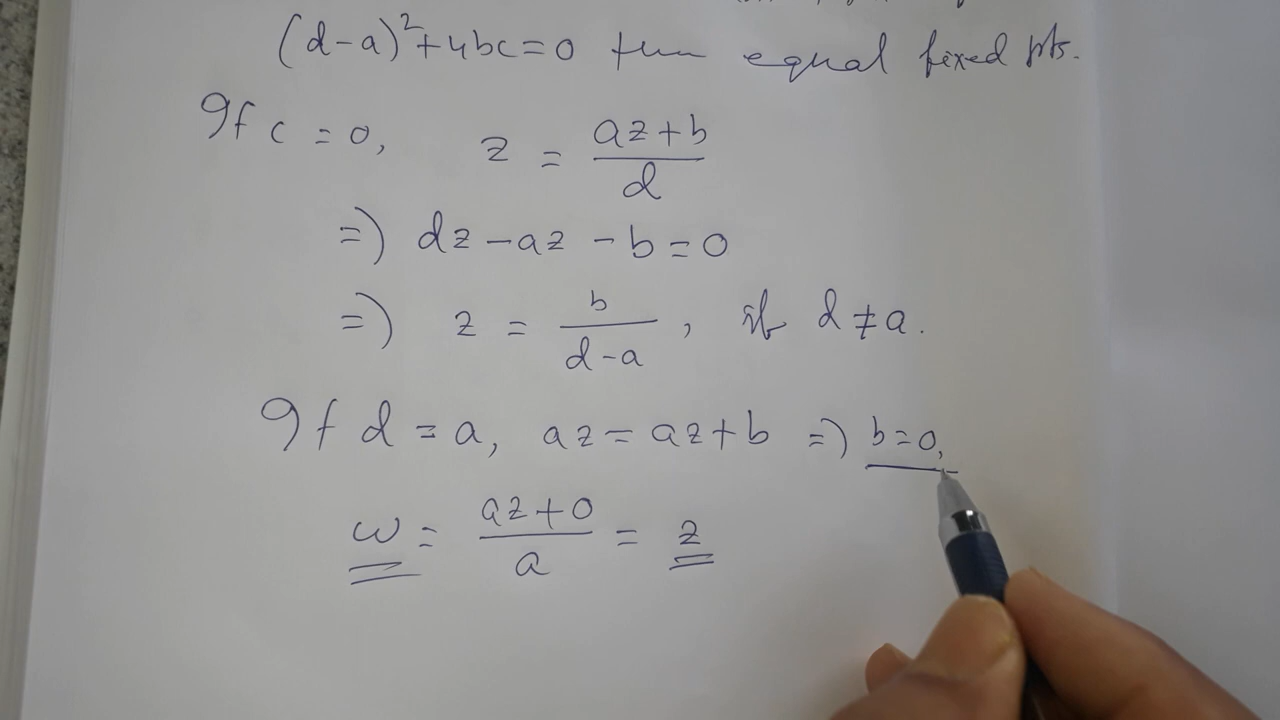 (d-a)²+4bc=0 then equal fixed pts.
If c=0, z = az+b / d
=) dz-az-b=0
=) z = b / d-a , if d≠a.
If d=a, az=az+b =) b=0,
w = az+0 / a = z